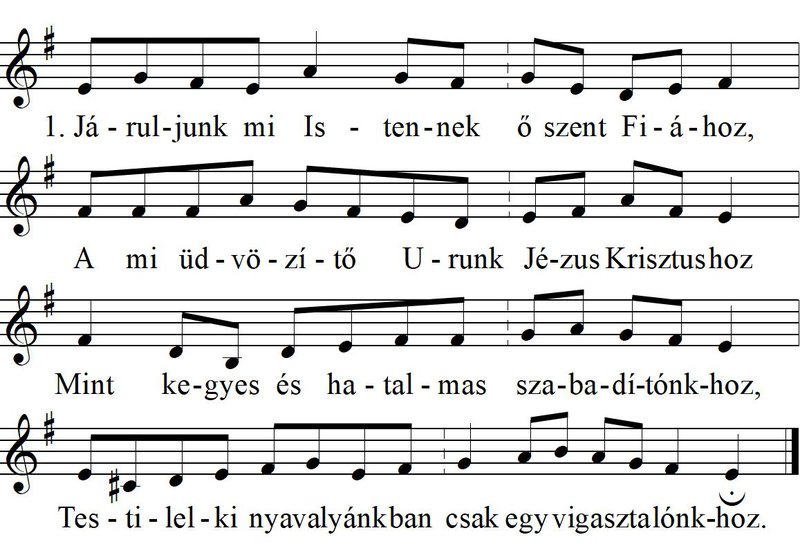 1. Já - rul - junk mi Is - ten - nek ő szent Fi - á - hoz,
A mi üd - vö - zí - tő U - runk Jé - zus Krisztus hoz
Mint ke - gyes és ha - tal - mas sza - ba - dí - tónk - hoz,
Tes - ti - lel - ki nyavalyánkban csak egy vigasztalónk - hoz.